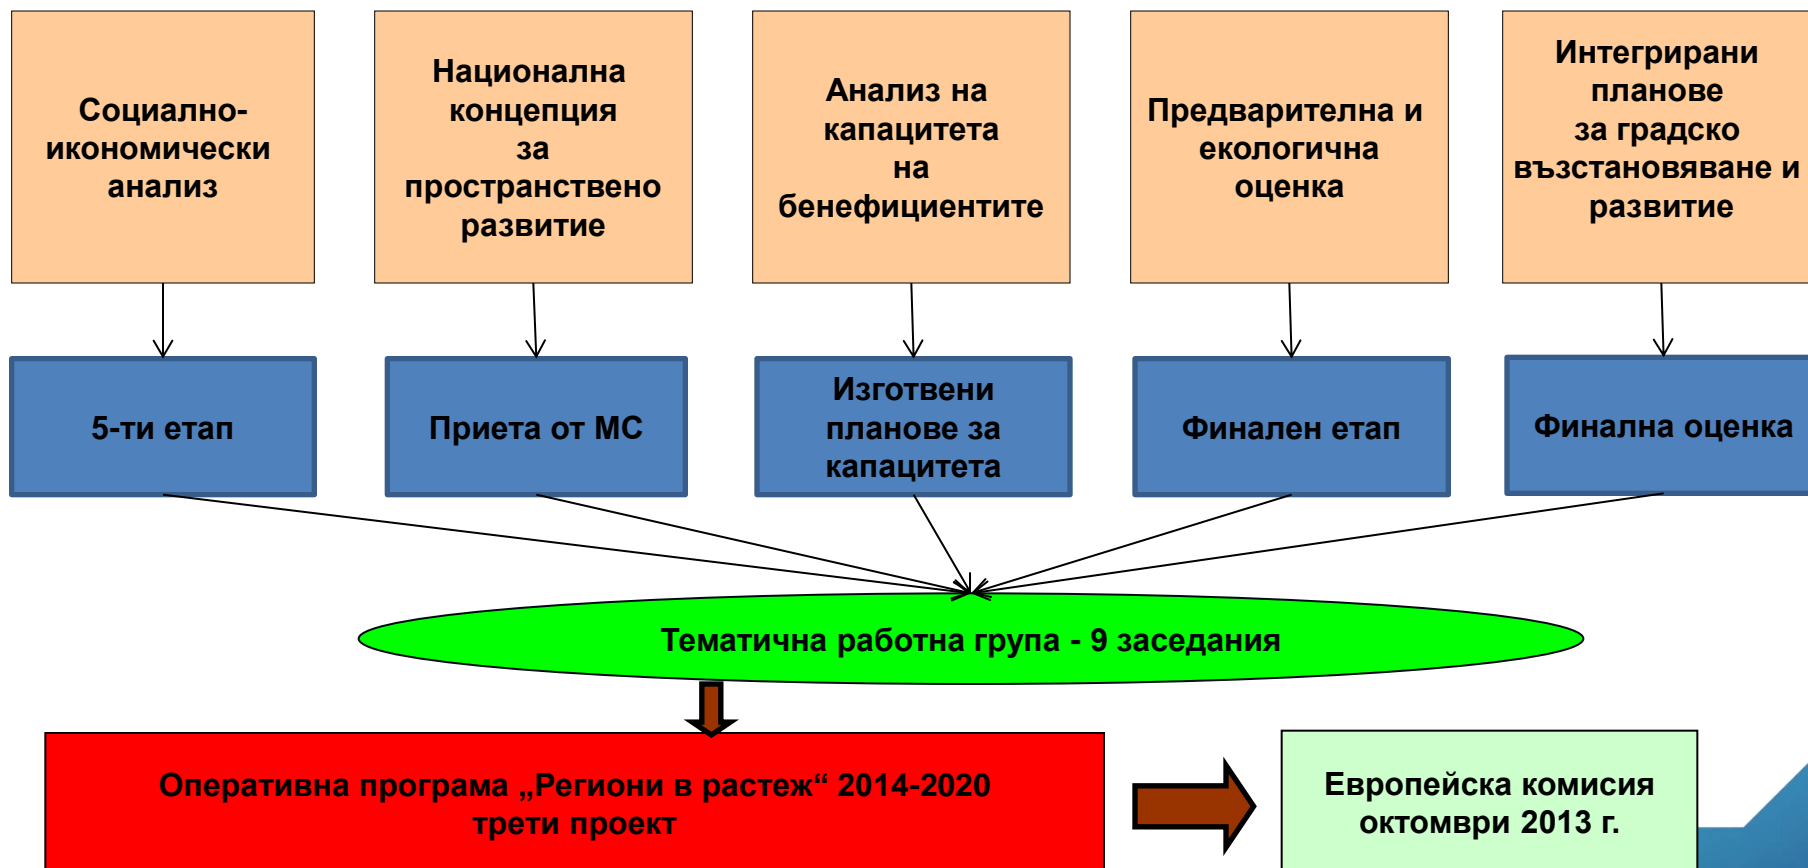 Социално-
икономически
анализ
Национална
концепция
за
пространствено
развитие
Анализ на
капацитета
на
бенефициентите
Предварителна и
екологична
оценка
Интегрирани
планове
за градско
възстановяване и
развитие
5-ти етап
Приета от МС
Изготвени
планове за
капацитета
Финален етап
Финална оценка
Тематична работна група - 9 заседания
Оперативна програма „Региони в растеж“ 2014-2020
трети проект
Европейска комисия
октомври 2013 г.